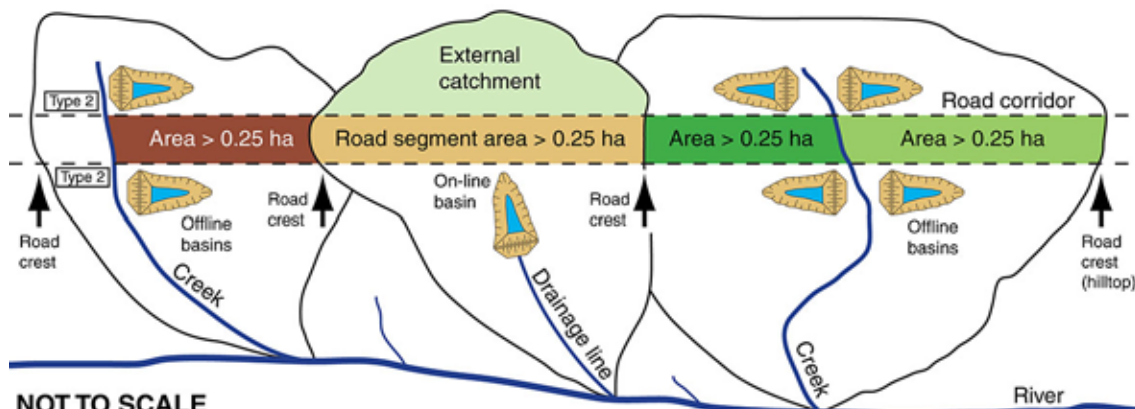 External
catchment
Type 2
Road corridor
Area > 0.25 ha
Road segment area > 0.25 ha
Area > 0.25 ha
Area > 0.25 ha
Type 2
On-line
basin
Road
crest
Offline
basins
Road
crest
Road
crest
Offline
basins
Road
crest
(hilltop)
Creek
Drainage line
Creek
River
NOT TO SCALE